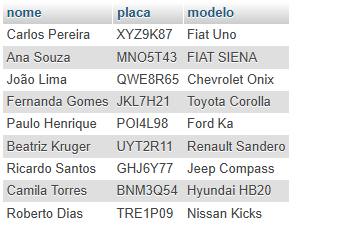 nome placa modelo
Carlos Pereira XYZ9K87 Fiat Uno
Ana Souza MNO5T43 FIAT SIENA
João Lima QWE8R65 Chevrolet Onix
Fernanda Gomes JKL7H21 Toyota Corolla
Paulo Henrique POI4L98 Ford Ka
Beatriz Kruger UYT2R11 Renault Sandero
Ricardo Santos GHJ6Y77 Jeep Compass
Camila Torres BNM3Q54 Hyundai HB20
Roberto Dias TRE1P09 Nissan Kicks